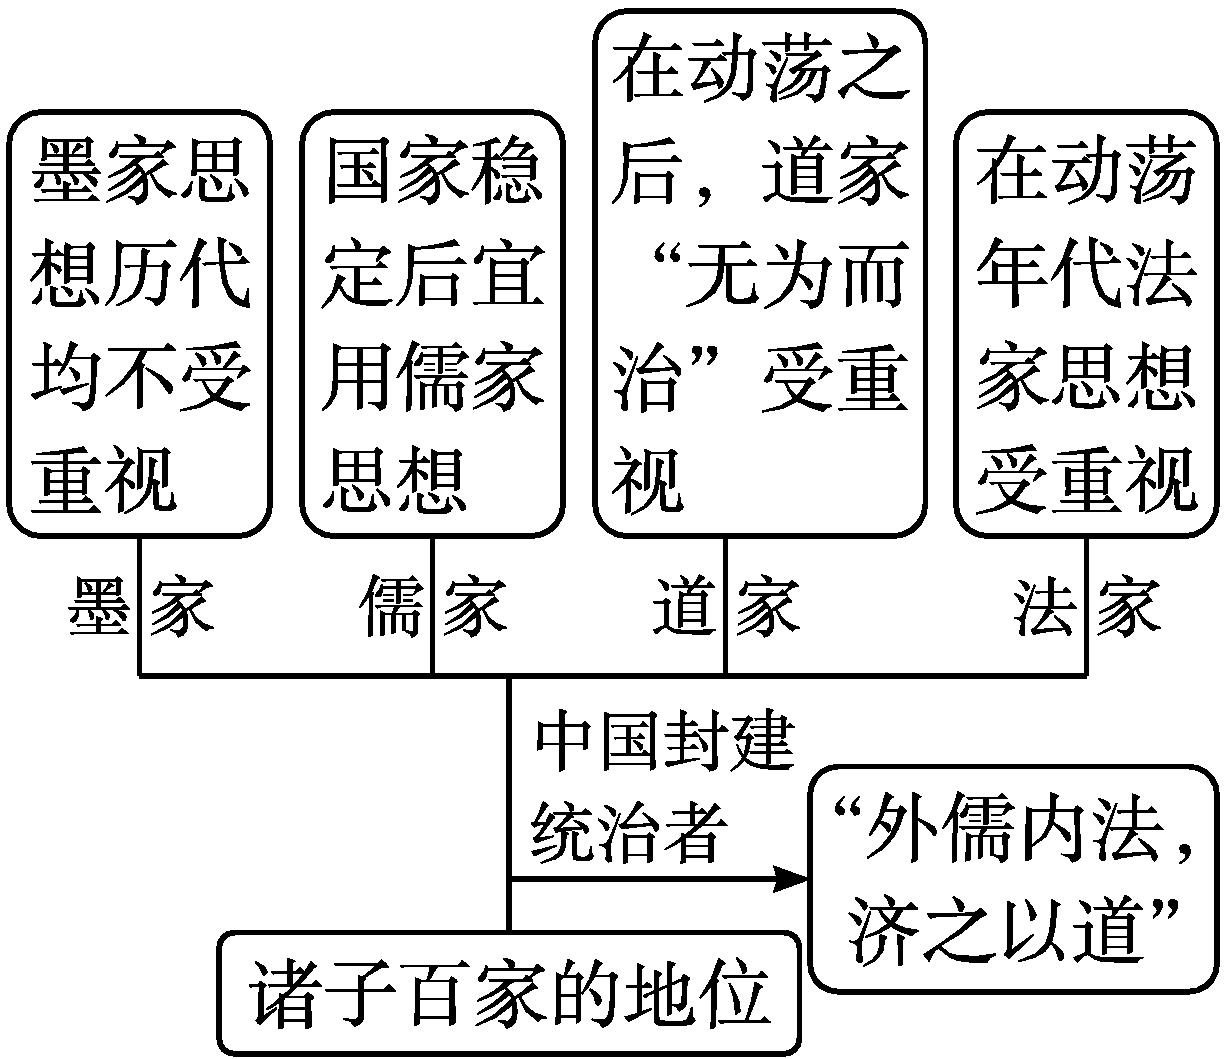 墨家思
想历代
均不受
重视
国家稳
定后宜
用儒家
思想
在动荡之
后，道家
“无为而
治”受重
视
在动荡
年代法
家思想
受重视
墨家
儒家
道家
法家
中国封建
统治者
“外儒内法，
济之以道”
诸子百家的地位